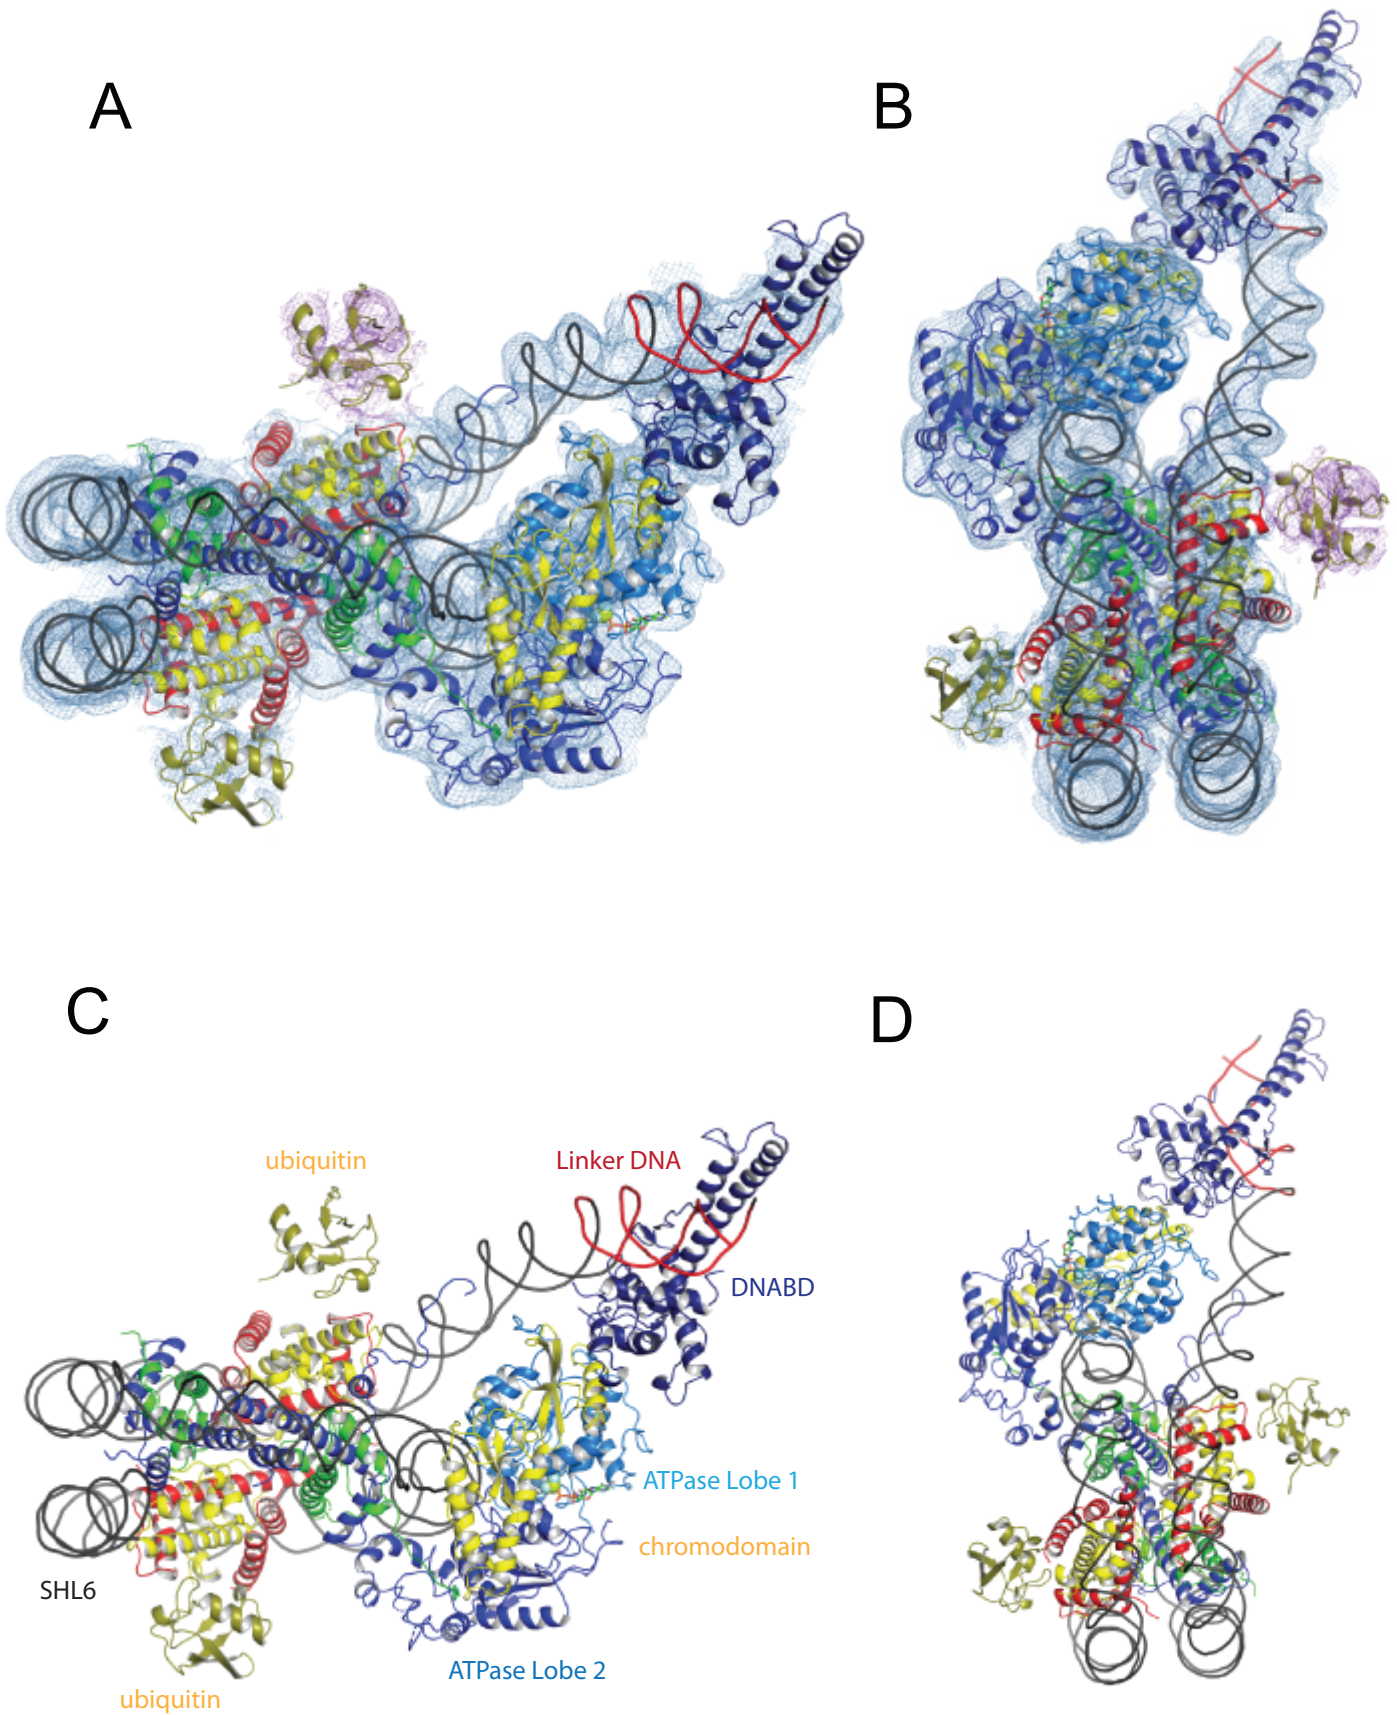 A
B
C
D
ubiquitin
Linker DNA
DNABD
ATPase Lobe 1
chromodomain
SHL6
ATPase Lobe 2
ubiquitin